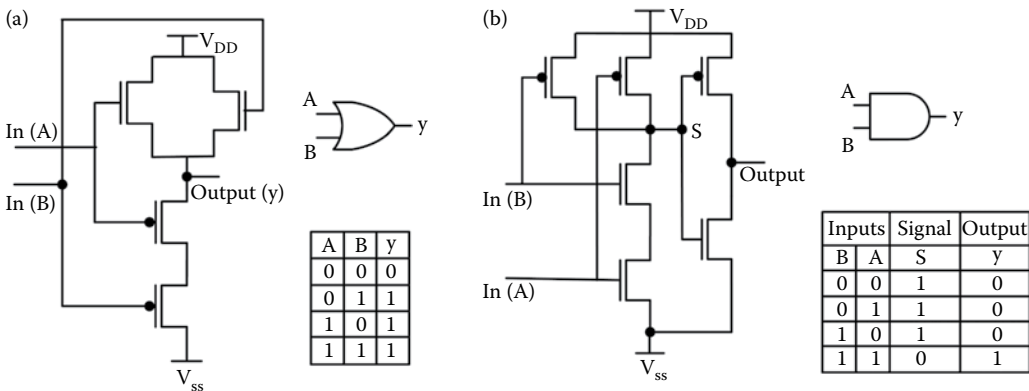 (a)
V_DD
In (A)
In (B)
Output (y)
V_ss
A
B
y
A B y
0 0 0
0 1 1
1 0 1
1 1 1
(b)
V_DD
S
In (B)
Output
In (A)
V_ss
A
B
y
Inputs Signal Output
B A S y
0 0 1 0
0 1 1 0
1 0 1 0
1 1 0 1